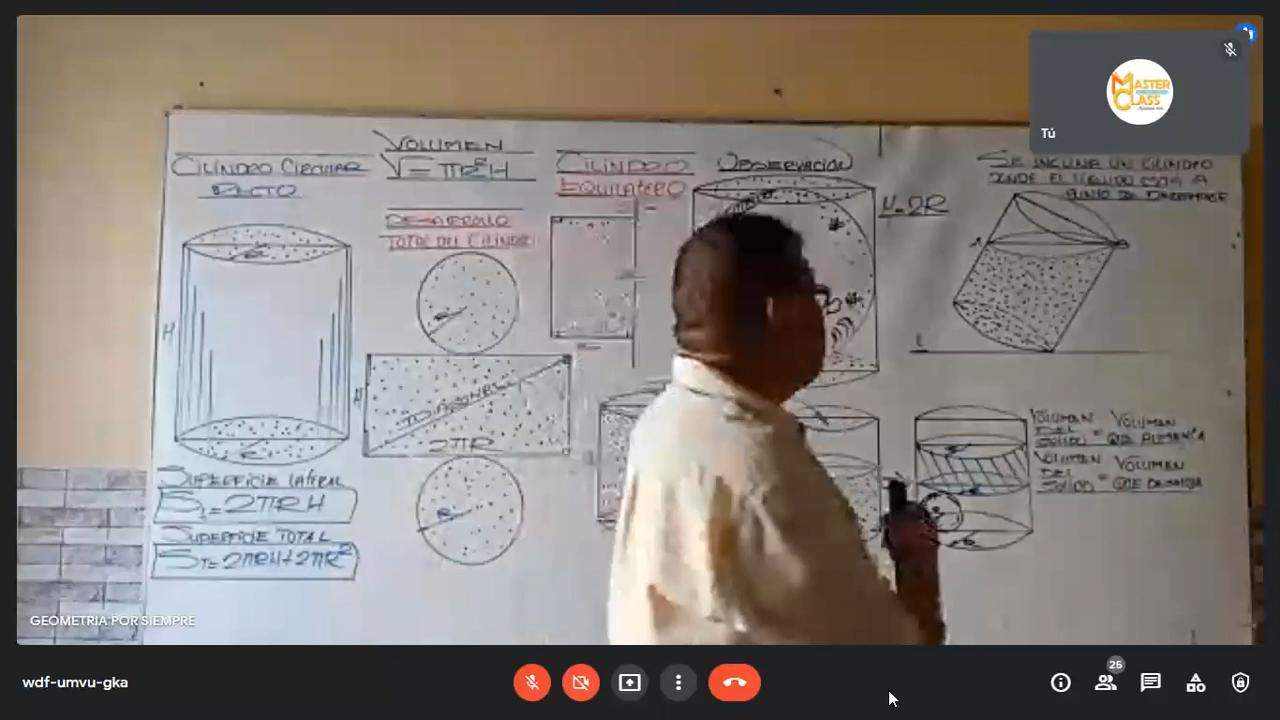 CILINDRO CIRCULAR
RECTO
H
R
R
SUPERFICIE LATERAL
SL=2πRH
SUPERFICIE TOTAL
ST=2πRH+2πR²
VOLUMEN
V=πR²H
DESARROLLO
TOTAL DEL CILINDRO
R
H
DIAGONAL
2πR
R
CILINDRO
EQUILATERO
OBSERVACION
H=2R
SE INCLINA UN CILINDRO
DONDE EL LIQUIDO ESTA A
PUNTO DE DERRAMARSE
A
L
VOLUMEN DEL SOLIDO = VOLUMEN QUE AUMENTA
VOLUMEN DEL SOLIDO = VOLUMEN QUE DESALOJA
R
MASTER
CLASS
Tú
GEOMETRIA POR SIEMPRE
wdf-umvu-gka
25